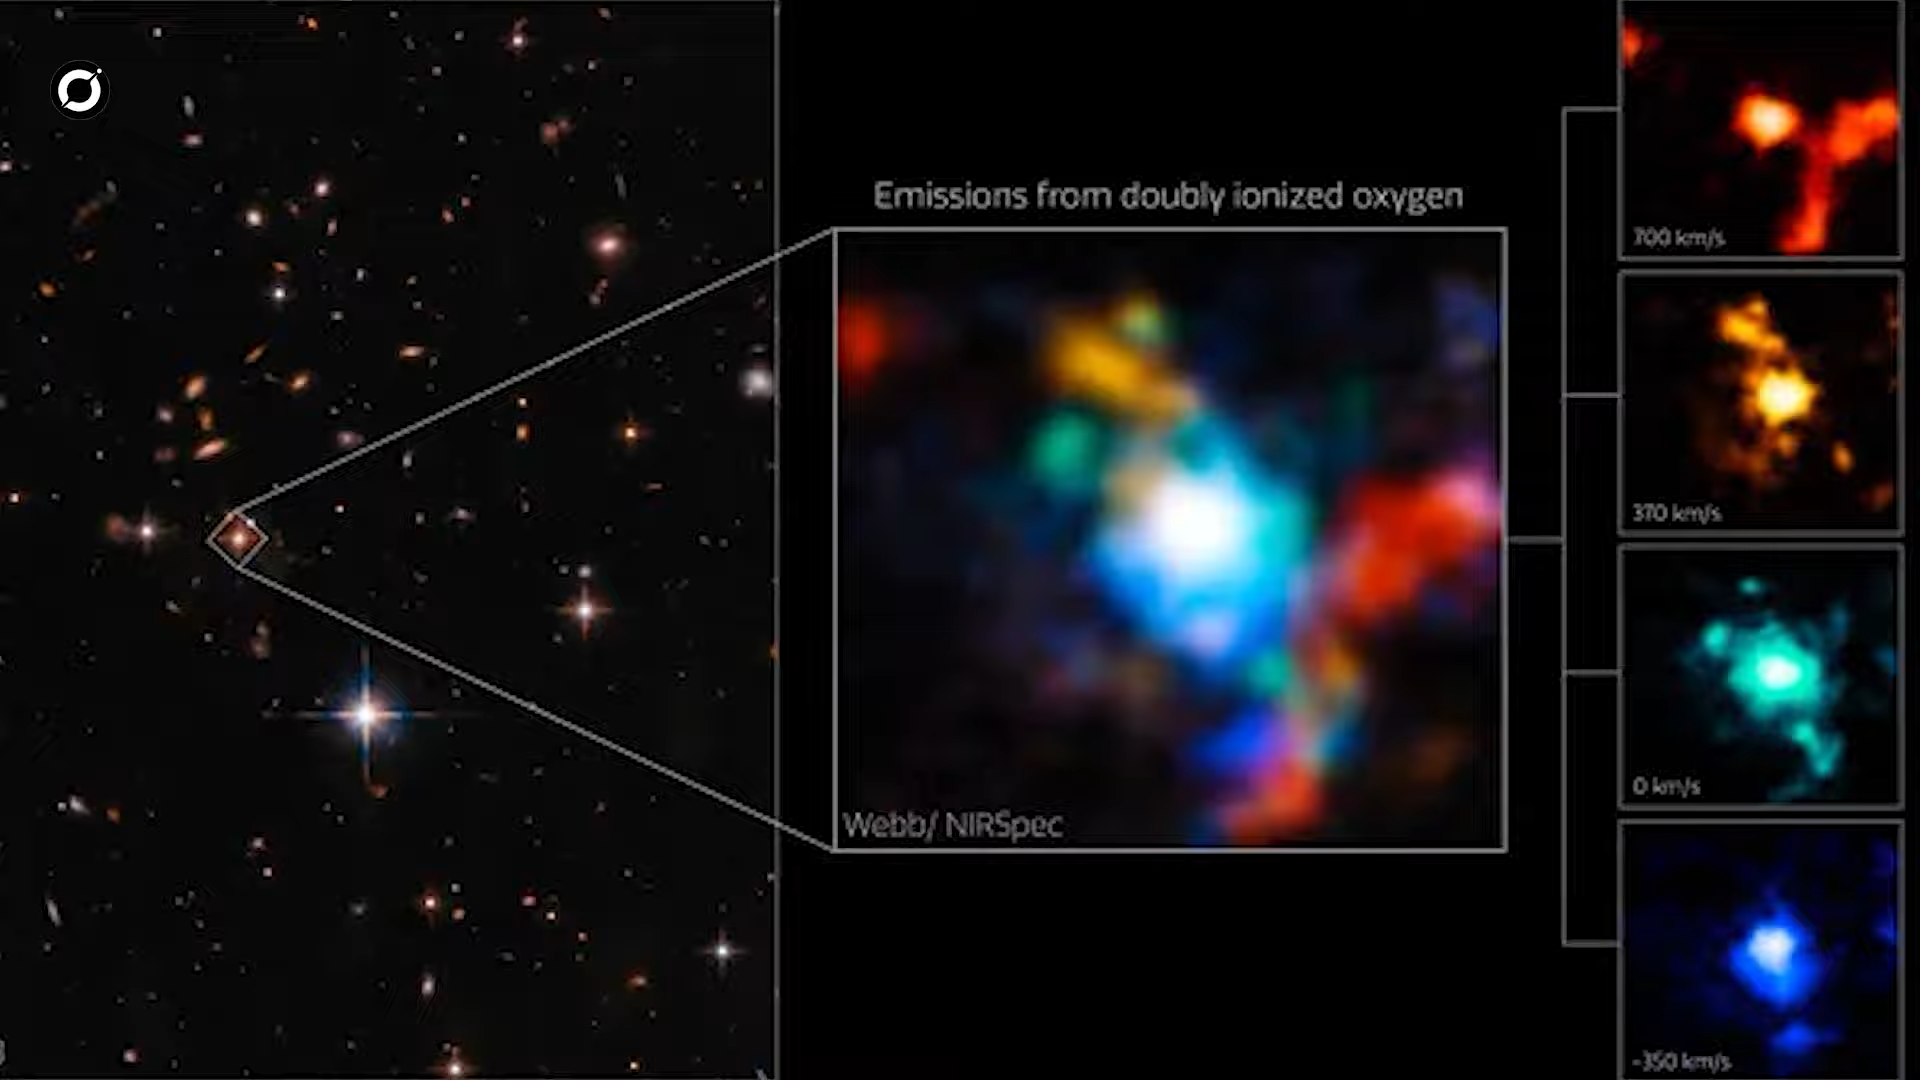 Emissions from doubly ionized oxygen
Webb/ NIRSpec
700 km/s
370 km/s
0 km/s
-350 km/s